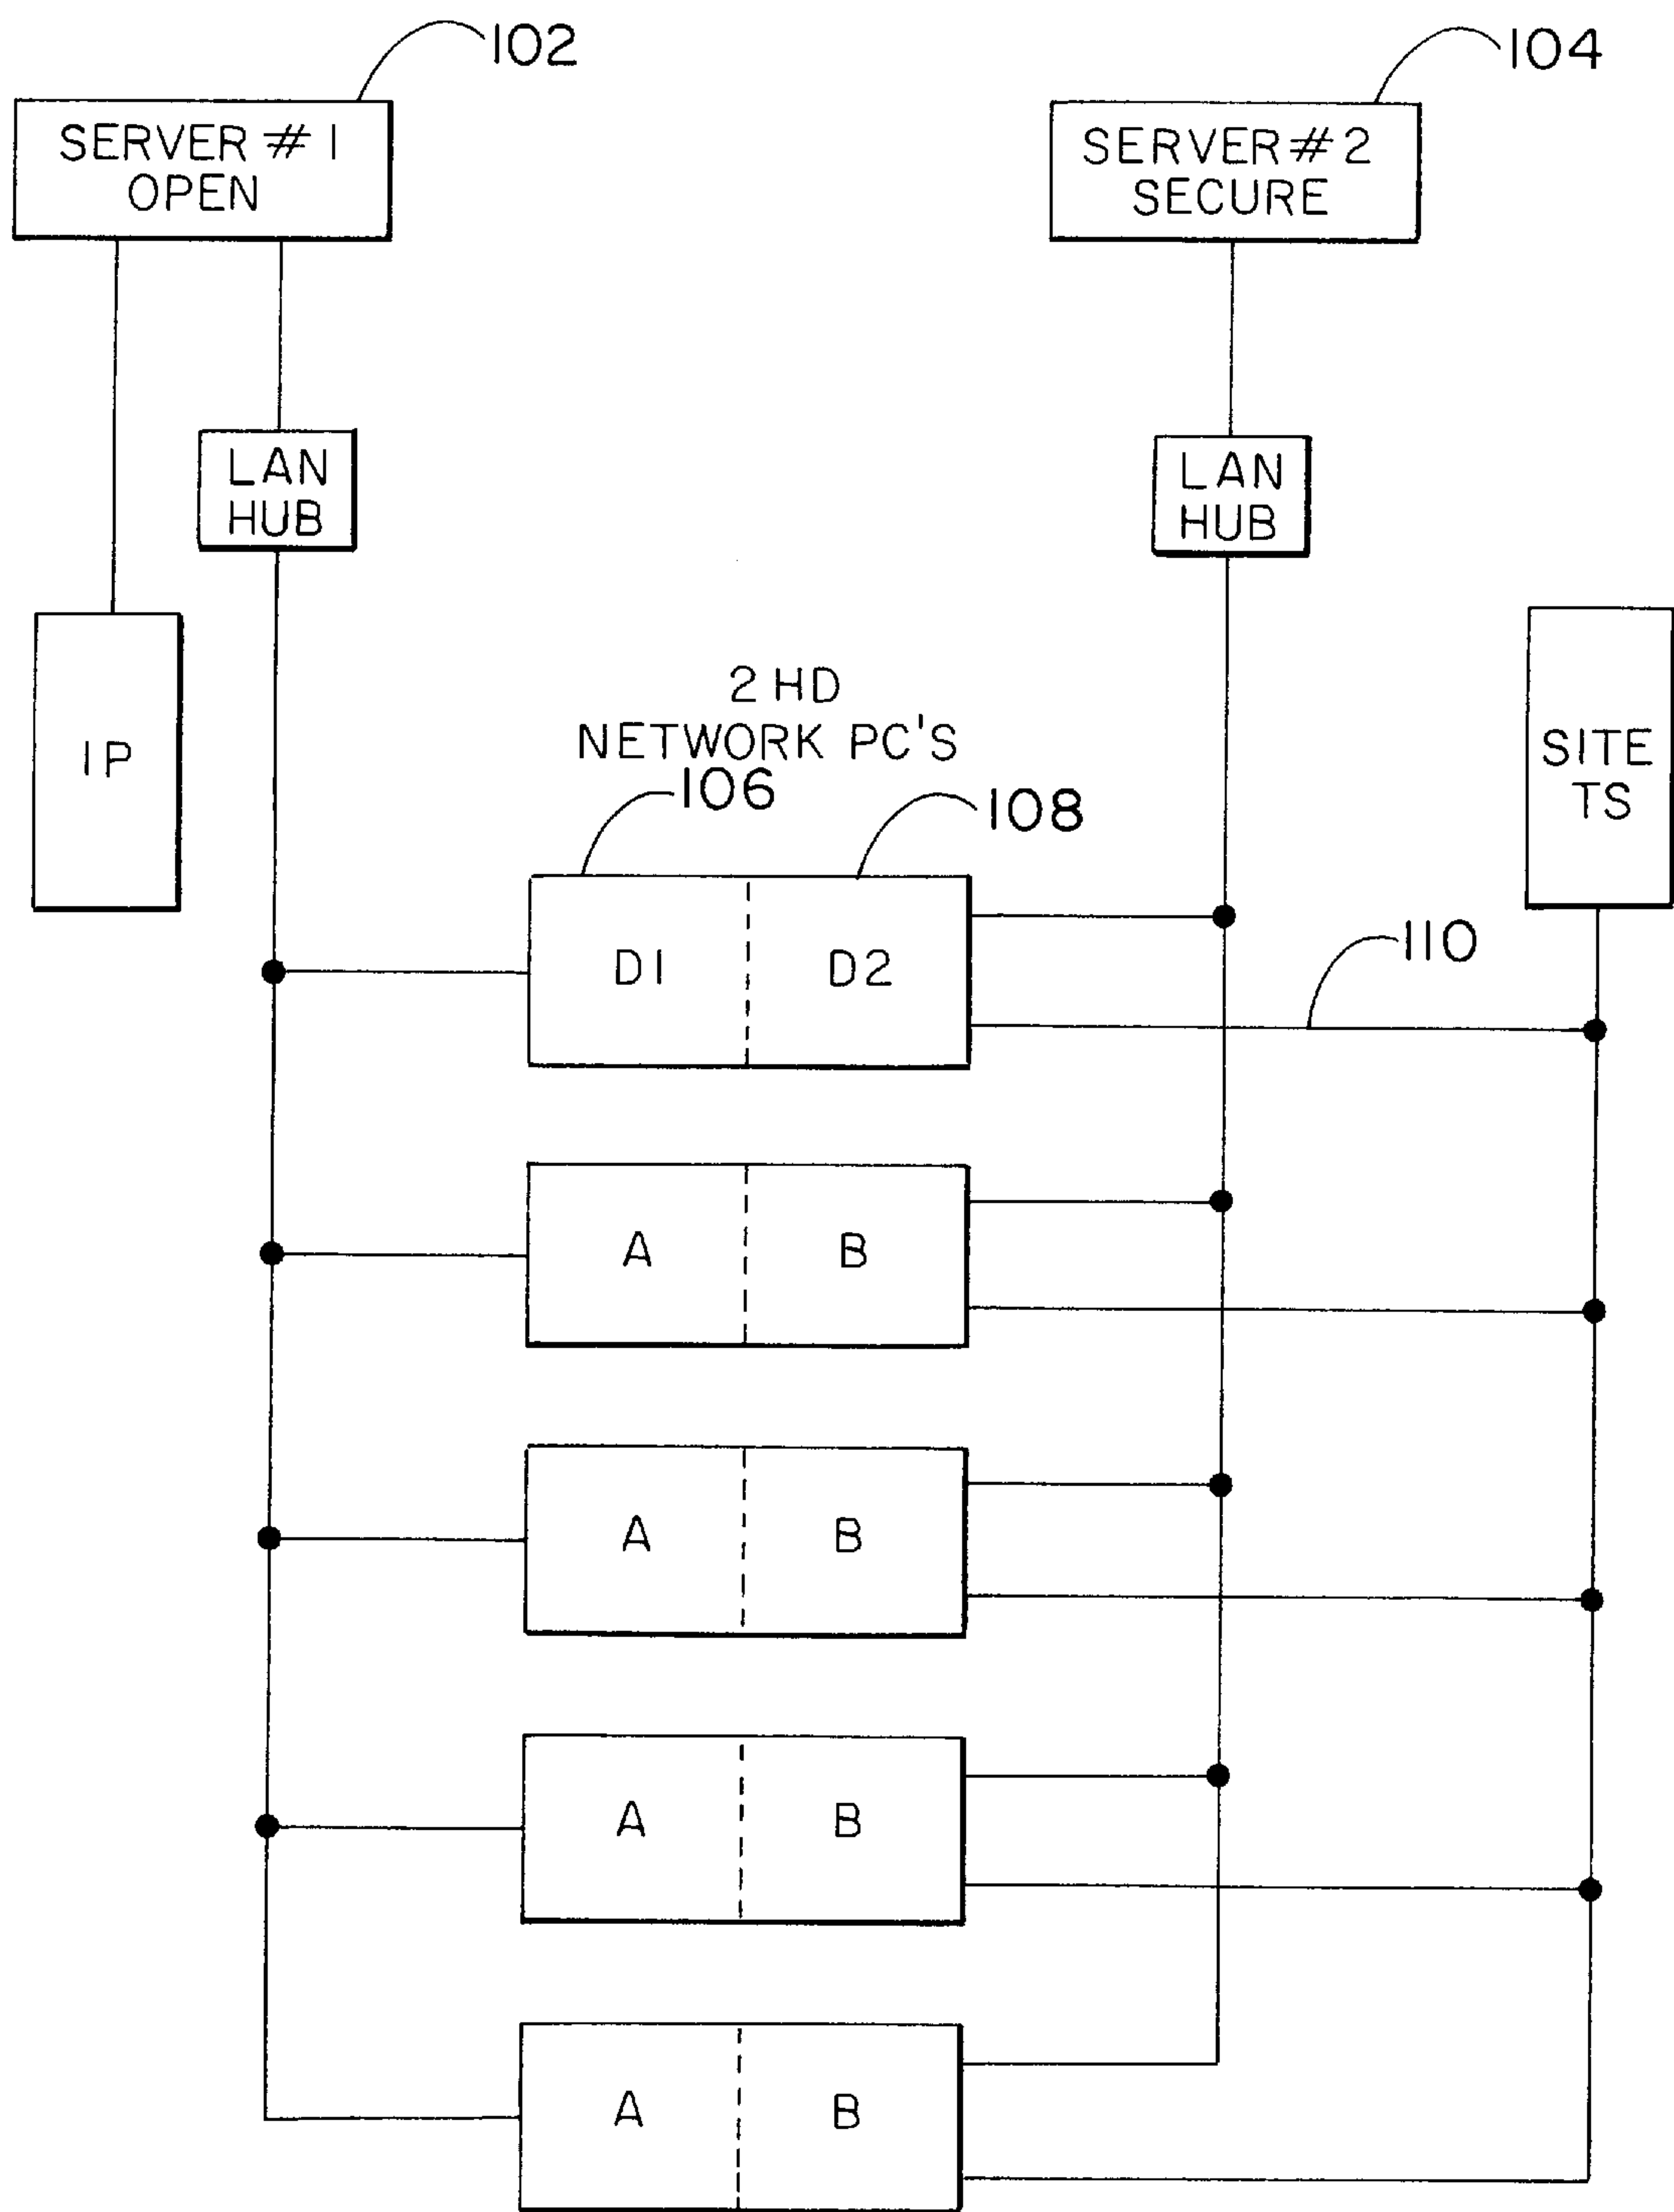 102
104
SERVER #1
OPEN
SERVER #2
SECURE
LAN
HUB
LAN
HUB
2 HD
NETWORK PC'S
IP
SITE
TS
106
108
110
D1
D2
A
B
A
B
A
B
A
B